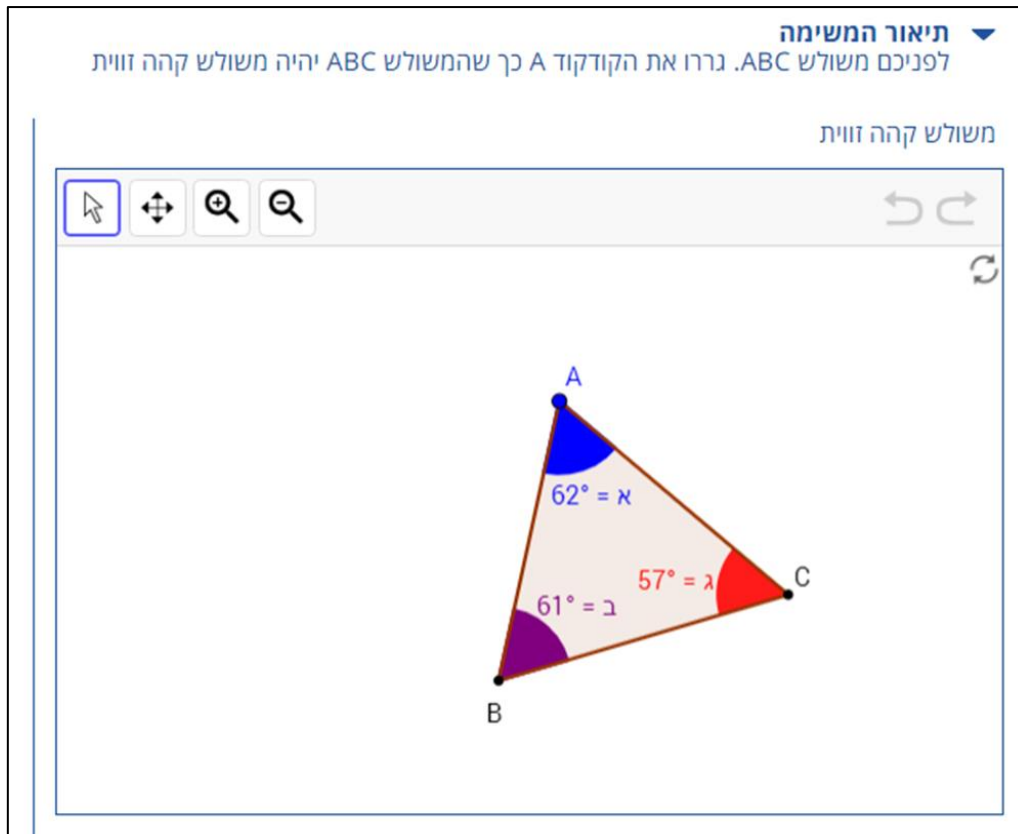 תיאור המשימה
לפניכם משולש ABC. גררו את הקודקוד A כך שהמשולש ABC יהיה משולש קהה זווית
משולש קהה זווית
A
א = 62°
C
ג = 57°
ב = 61°
B